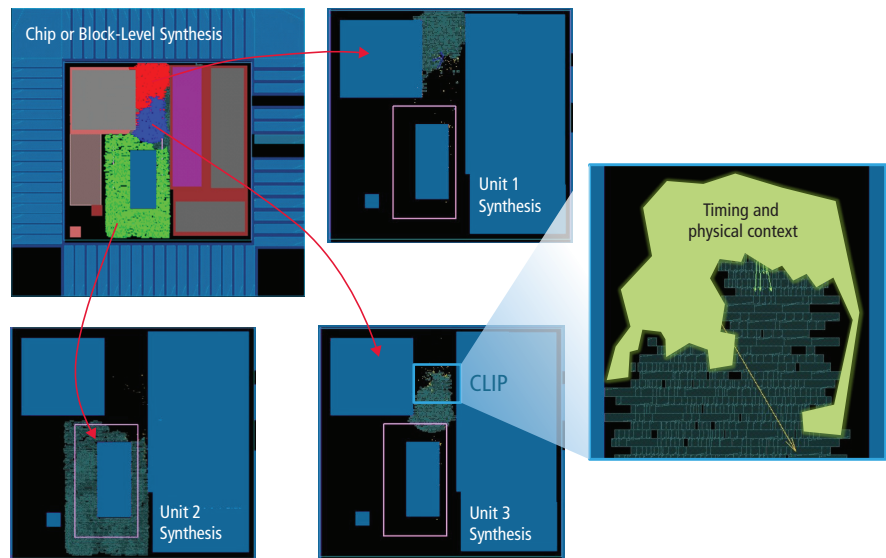 Chip or Block-Level Synthesis
Unit 1
Synthesis
Timing and
physical context
CLIP
Unit 2
Synthesis
Unit 3
Synthesis